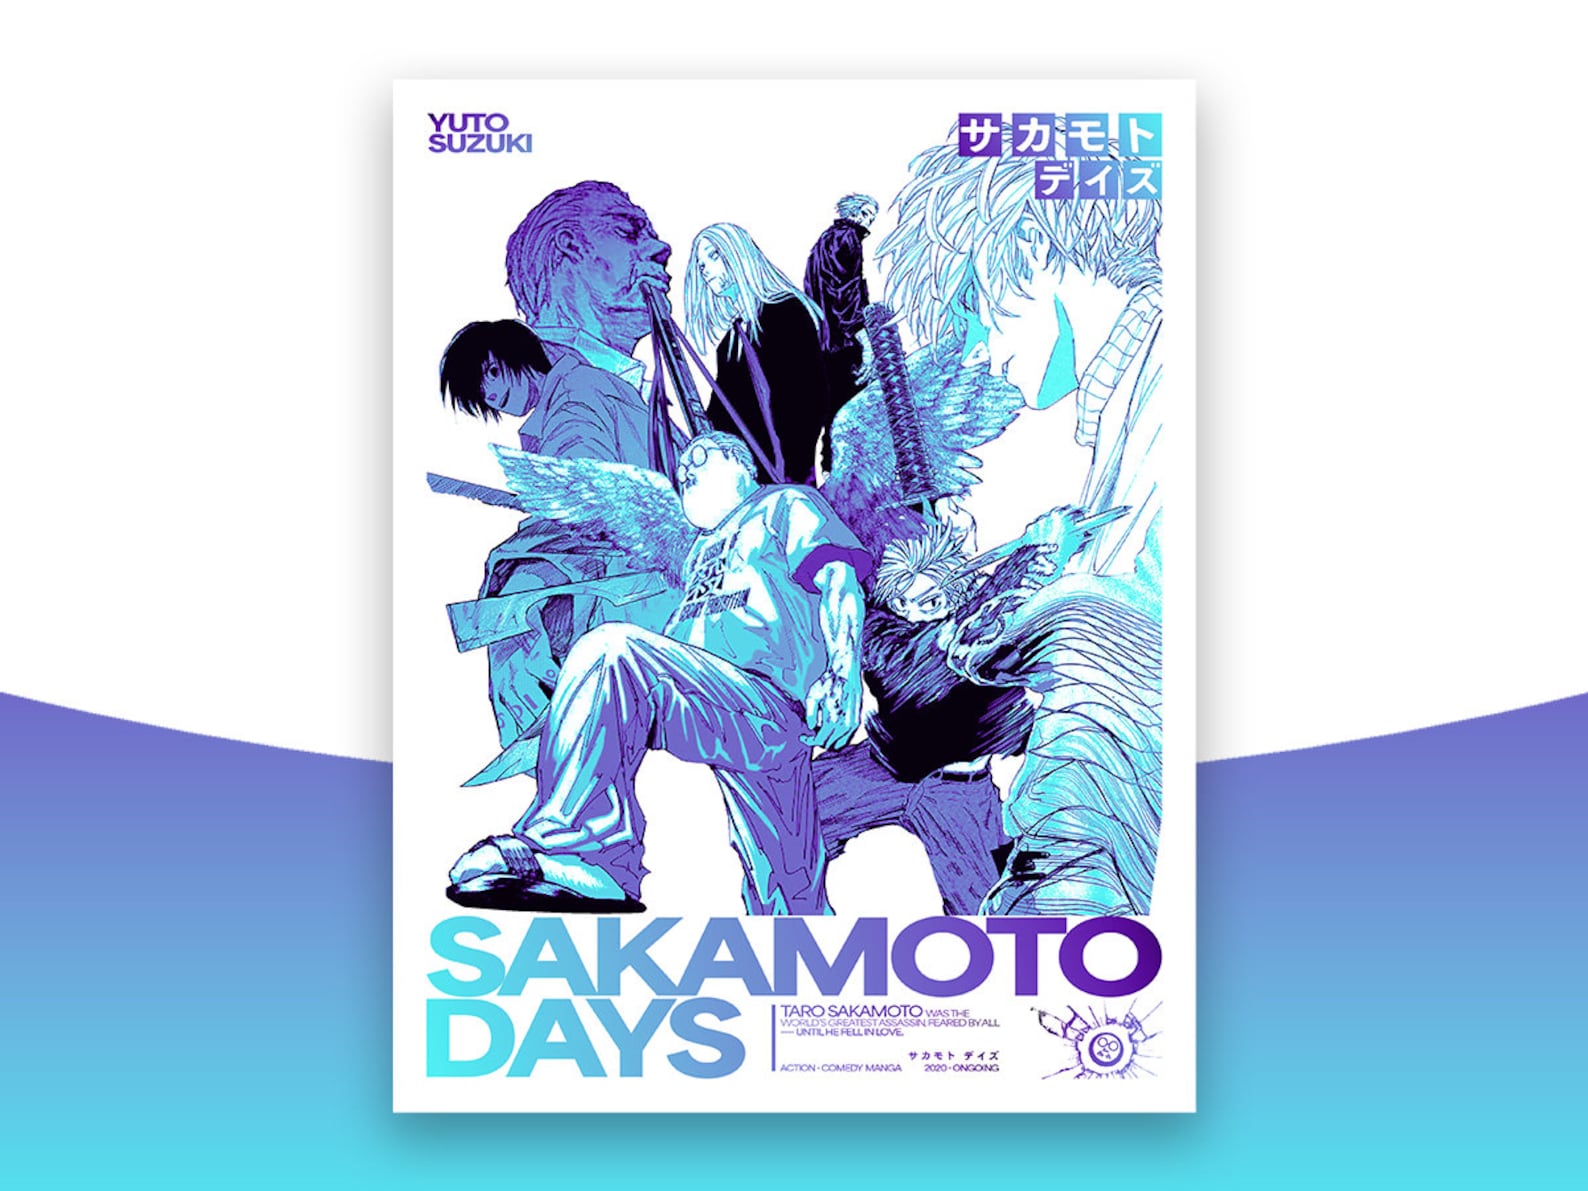 YUTO
SUZUKI
サカモト
デイズ
SAKAMOTO
DAYS
TARO SAKAMOTO WAS THE
WORLD'S GREATEST ASSASSIN, FEARED BY ALL
— UNTIL HE FELL IN LOVE.
サカモト デイズ
ACTION · COMEDY MANGA 2020 · ONGOING